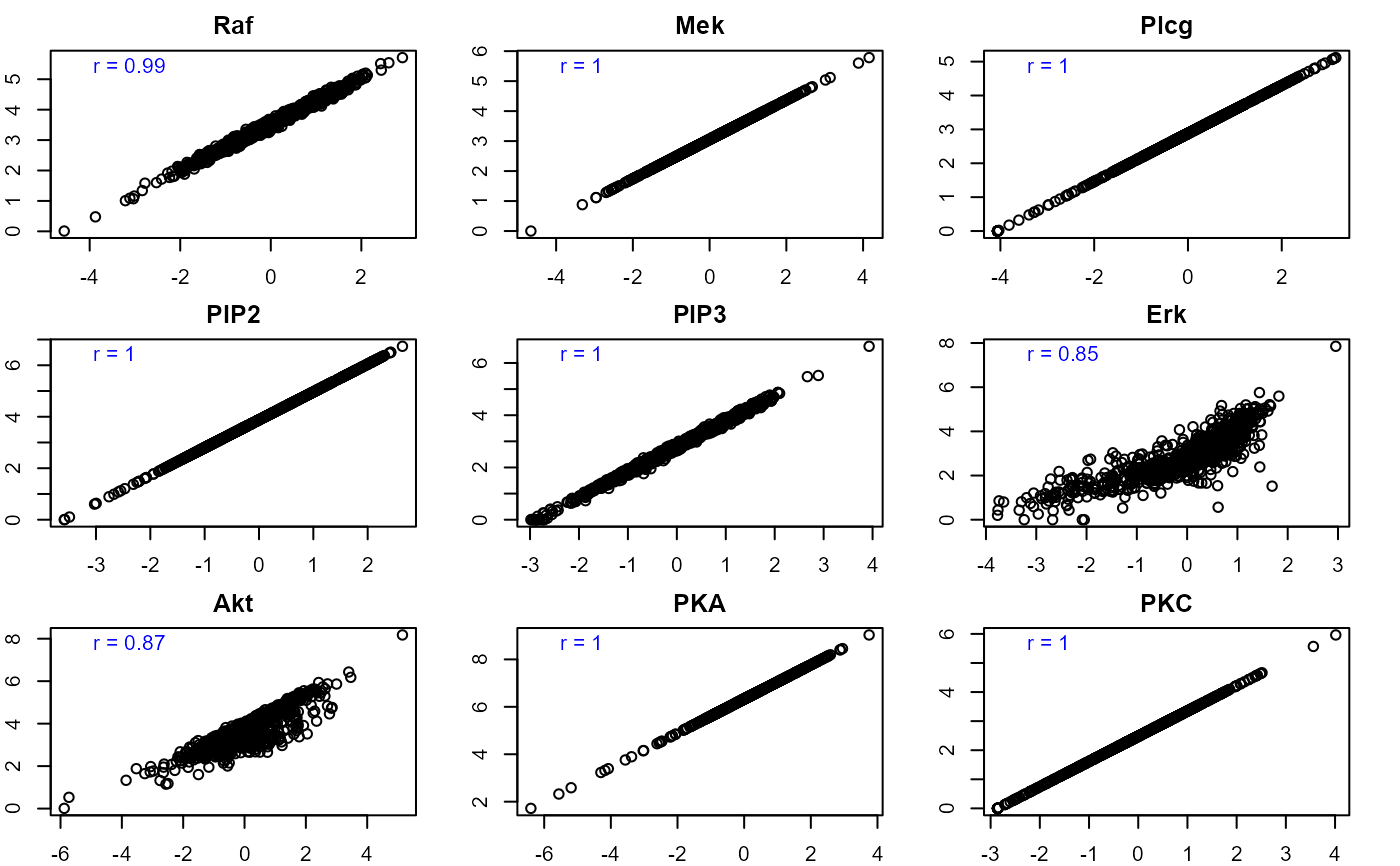 Raf
r = 0.99
0 1 2 3 4 5
-4 -2 0 2
Mek
r = 1
0 1 2 3 4 5 6
-4 -2 0 2 4
Plcg
r = 1
0 1 2 3 4 5
-4 -2 0 2
PIP2
r = 1
0 2 4 6
-3 -2 -1 0 1 2
PIP3
r = 1
0 2 4 6
-3 -2 -1 0 1 2 3 4
Erk
r = 0.85
0 2 4 6 8
-4 -3 -2 -1 0 1 2 3
Akt
r = 0.87
0 2 4 6 8
-6 -4 -2 0 2 4
PKA
r = 1
2 4 6 8
-6 -4 -2 0 2 4
PKC
r = 1
0 2 4 6
-3 -2 -1 0 1 2 3 4